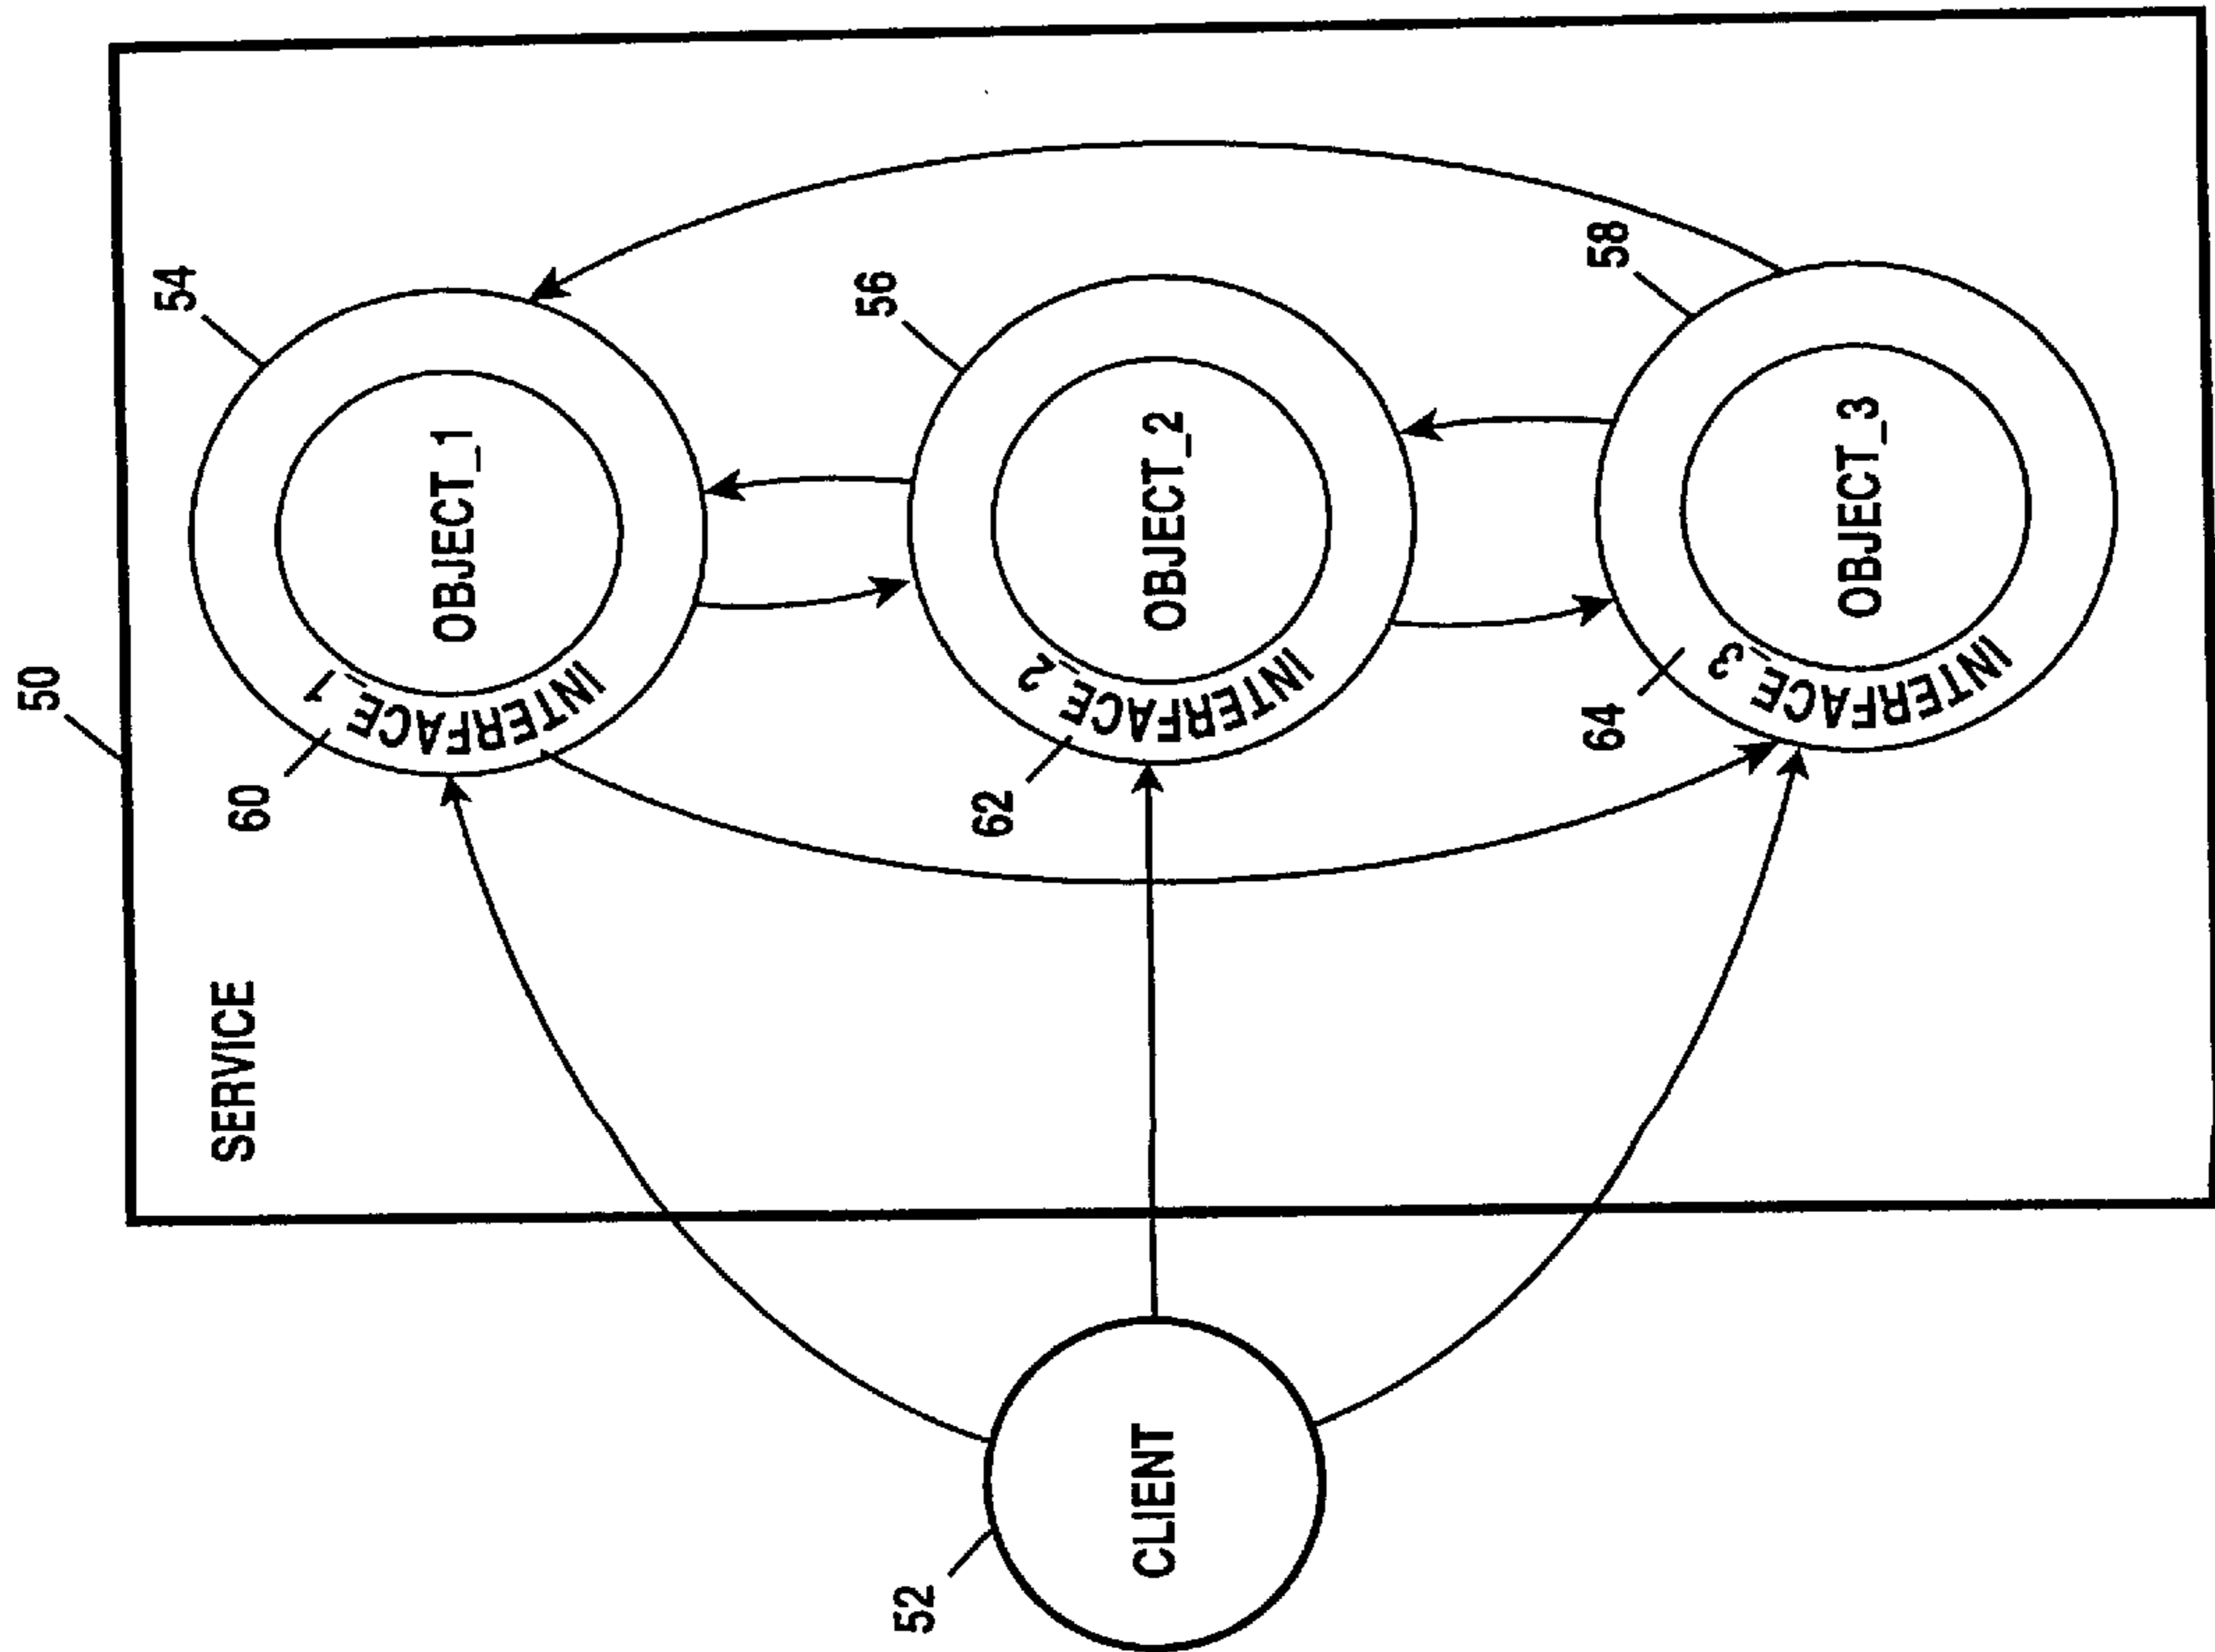 50
SERVICE
54
60
INTERFACE_1
OBJECT_1
56
62
INTERFACE_2
OBJECT_2
58
64
INTERFACE_3
OBJECT_3
52
CLIENT